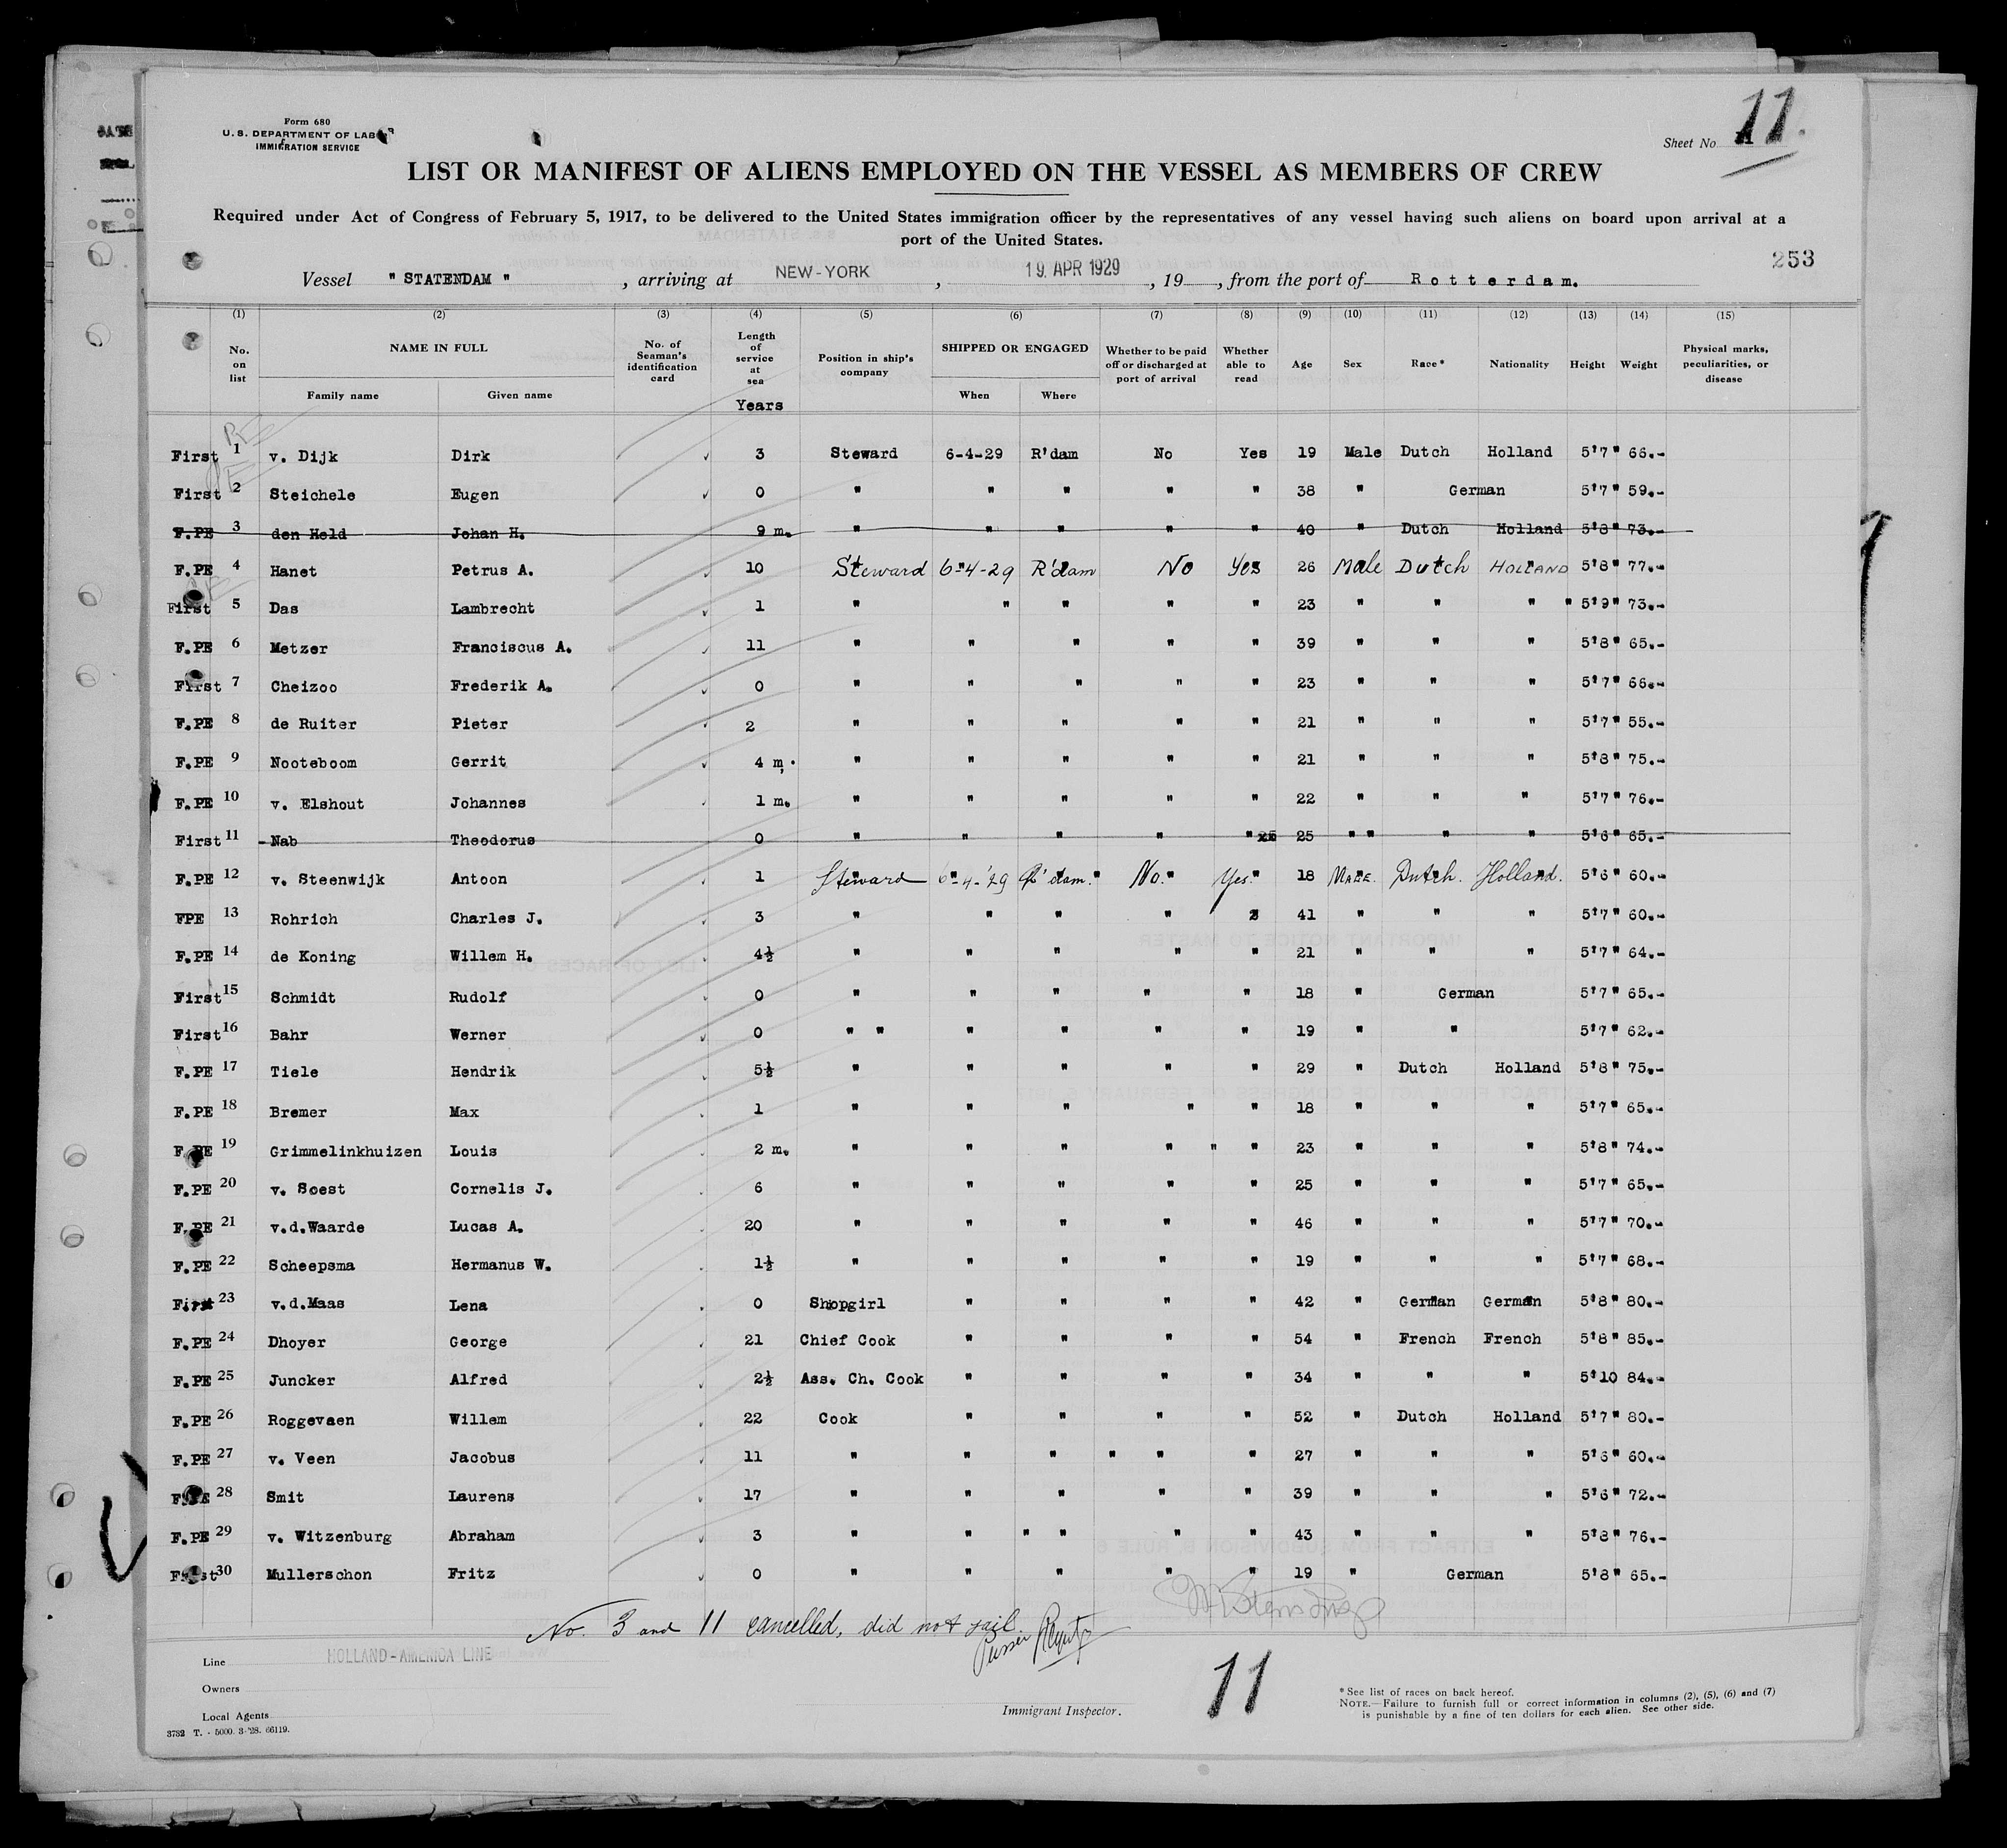 Form 680
U. S. DEPARTMENT OF LABOR
IMMIGRATION SERVICE
Sheet No 11.
LIST OR MANIFEST OF ALIENS EMPLOYED ON THE VESSEL AS MEMBERS OF CREW
Required under Act of Congress of February 5, 1917, to be delivered to the United States immigration officer by the representatives of any vessel having such aliens on board upon arrival at a
port of the United States.
253
Vessel "STATENDAM", arriving at NEW-YORK, 19 APR 1929, 19, from the port of Rotterdam.
(1) (2) (3) (4) (5) (6) (7) (8) (9) (10) (11) (12) (13) (14) (15)
No. on list NAME IN FULL Family name Given name No. of Seaman's identification card Length of service at sea Years Position in ship's company SHIPPED OR ENGAGED When Where Whether to be paid off or discharged at port of arrival Whether able to read Age Sex Race* Nationality Height Weight Physical marks, peculiarities, or disease
First 1 v. Dijk Dirk 3 Steward 6-4-29 R'dam No Yes 19 Male Dutch Holland 5'7" 66.-
First 2 Steichele Eugen 0 " " " " " 38 " German 5'7" 59.-
F.PE 3 den Held Johan H. 9 m. " " " " " 40 " Dutch Holland 5'8" 73.-
F.PE 4 Hanet Petrus A. 10 Steward 6-4-29 R'dam No Yes 26 Male Dutch HOLLAND 5'8" 77.-
First 5 Das Lambrecht 1 " " " " " 23 " " " " 5'9" 73.-
F.PE 6 Metzer Franciscus A. 11 " " " " " 39 " " " 5'8" 65.-
First 7 Cheizoo Frederik A. 0 " " " " " 23 " " " 5'7" 66.-
F.PE 8 de Ruiter Pieter 2 " " " " " 21 " " " 5'7" 55.-
F.PE 9 Nooteboom Gerrit 4 m. " " " " " 21 " " " 5'8" 75.-
F.PE 10 v. Elshout Johannes 1 m. " " " " " 22 " " " 5'7" 76.-
First 11 Nab Theodorus 0 " " " " " 25 " " " " 5'6" 65.-
F.PE 12 v. Steenwijk Antoon 1 Steward 6-4-'29 R'dam. " No. Yes. 18 MALE. Dutch. Holland. 5'6" 60.-
FPE 13 Rohrich Charles J. 3 " " " " " 41 " " " 5'7" 60.-
F.PE 14 de Koning Willem H. 4½ " " " " " 21 " " " 5'7" 64.-
First 15 Schmidt Rudolf 0 " " " " " 18 " German 5'7" 65.-
First 16 Bahr Werner 0 " " " " " " 19 " " 5'7" 62.-
F.PE 17 Tiele Hendrik 5½ " " " " " 29 " Dutch Holland 5'8" 75.-
F.PE 18 Bremer Max 1 " " " " " 18 " " " 5'7" 65.-
F.PE 19 Grimmelinkhuizen Louis 2 m. " " " " " " 23 " " " 5'8" 74.-
F.PE 20 v. Soest Cornelis J. 6 " " " " " 25 " " " 5'7" 65.-
F.PE 21 v.d.Waarde Lucas A. 20 " " " " " 46 " " " 5'7" 70.-
F.PE 22 Scheepsma Hermanus W. 1½ " " " " " 19 " " " 5'7" 68.-
First 23 v.d.Maas Lena 0 Shopgirl " " " " 42 " German German 5'8" 80.-
F.PE 24 Dhoyer George 21 Chief Cook " " " " 54 " French French 5'8" 85.-
F.PE 25 Juncker Alfred 2½ Ass. Ch. Cook " " " " 34 " " " 5'10 84.-
F.PE 26 Roggevaen Willem 22 Cook " " " " 52 " Dutch Holland 5'7" 80.-
F.PE 27 v. Veen Jacobus 11 " " " " " " 27 " " " 5'6" 60.-
F.PE 28 Smit Laurens 17 " " " " " 39 " " " 5'6" 72.-
F.PE 29 v. Witzenburg Abraham 3 " " " " " " 43 " " " 5'8" 76.-
First 30 Mullerschon Fritz 0 " " " " " 19 " German 5'8" 65.-
No. 3 and 11 cancelled, did not sail.
Purser
Line HOLLAND-AMERICA LINE
Owners
Local Agents
3732 T. - 5000. 3-'28. 66119.
Immigrant Inspector.
11
*See list of races on back hereof.
NOTE.—Failure to furnish full or correct information in columns (2), (5), (6) and (7)
is punishable by a fine of ten dollars for each alien. See other side.